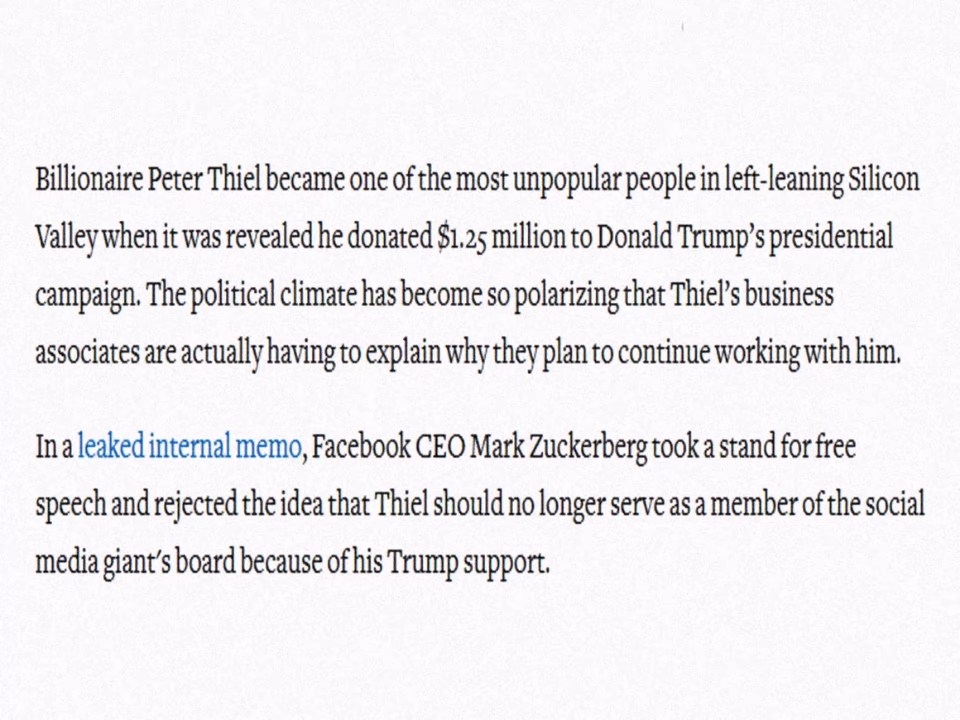 Billionaire Peter Thiel became one of the most unpopular people in left-leaning Silicon
Valley when it was revealed he donated $1.25 million to Donald Trump’s presidential
campaign. The political climate has become so polarizing that Thiel’s business
associates are actually having to explain why they plan to continue working with him.
In a leaked internal memo, Facebook CEO Mark Zuckerberg took a stand for free
speech and rejected the idea that Thiel should no longer serve as a member of the social
media giant’s board because of his Trump support.